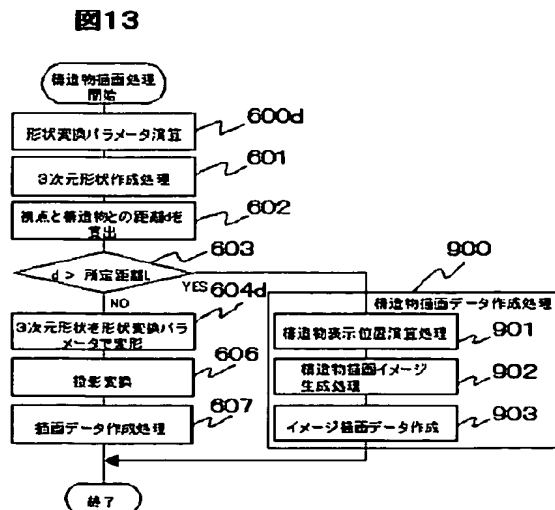 図13
構造物描画処理
開始
形状変換パラメータ演算
600d
3次元形状作成処理
601
視点と構造物との距離dを
算出
602
603
d > 所定距離L
YES
NO
604d
3次元形状を形状変換パラ
メータで変形
投影変換
606
描画データ作成処理
607
終了
900
構造物描画データ作成処理
構造物表示位置演算処理
901
構造物描画イメージ
生成処理
902
イメージ描画データ作成
903